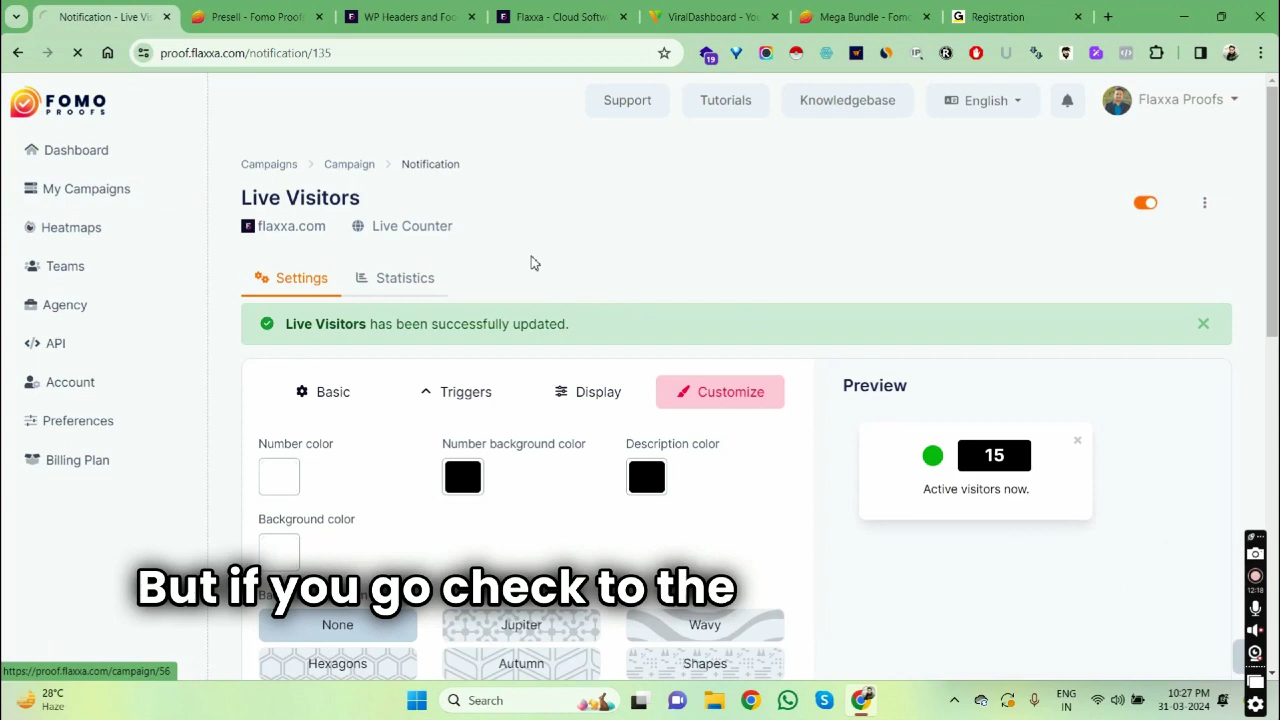 Notification - Live Vi
Presell - Fomo Proofs
WP Headers and Foo
Flaxxa - Cloud Softw
ViralDashboard - You
Mega Bundle - Fomo
Registration
proof.flaxxa.com/notification/135
19
FOMO
PROOFS
Support
Tutorials
Knowledgebase
English
Flaxxa Proofs
Dashboard
My Campaigns
Heatmaps
Teams
Agency
API
Account
Preferences
Billing Plan
Campaigns > Campaign > Notification
Live Visitors
flaxxa.com
Live Counter
Settings
Statistics
Live Visitors has been successfully updated.
Basic
Triggers
Display
Customize
Preview
Number color
Number background color
Description color
15
Active visitors now.
Background color
But if you go check to the
None
Jupiter
Wavy
Hexagons
Autumn
Shapes
12:18
https://proof.flaxxa.com/campaign/56
28°C
Haze
Search
ENG
IN
10:27 PM
31-03-2024